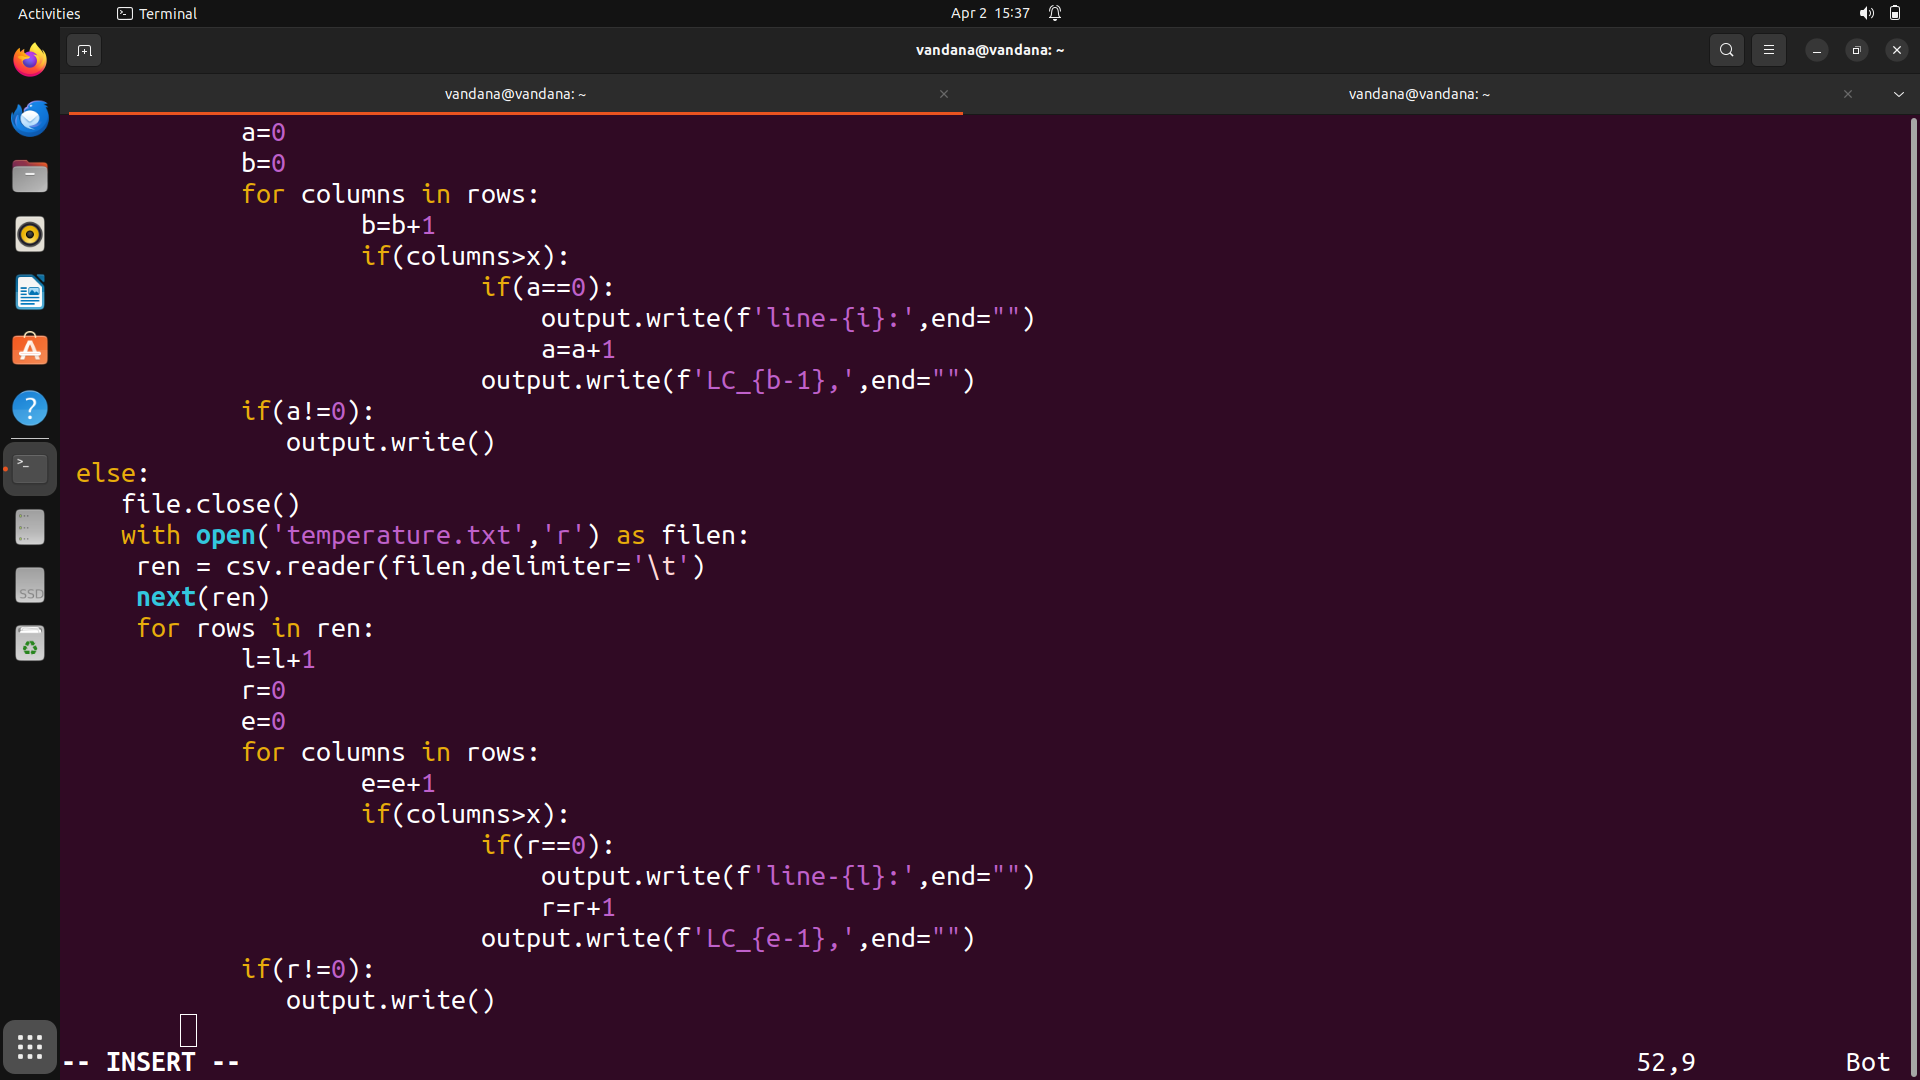 Activities
Terminal
Apr 2 15:37
vandana@vandana: ~
vandana@vandana: ~
vandana@vandana: ~
a=0
b=0
for columns in rows:
b=b+1
if(columns>x):
if(a==0):
output.write(f'line-{i}:',end="")
a=a+1
output.write(f'LC_{b-1},',end="")
if(a!=0):
output.write()
else:
file.close()
with open('temperature.txt','r') as filen:
ren = csv.reader(filen,delimiter='\t')
next(ren)
for rows in ren:
l=l+1
r=0
e=0
for columns in rows:
e=e+1
if(columns>x):
if(r==0):
output.write(f'line-{l}:',end="")
r=r+1
output.write(f'LC_{e-1},',end="")
if(r!=0):
output.write()
-- INSERT --
52,9
Bot
SSD